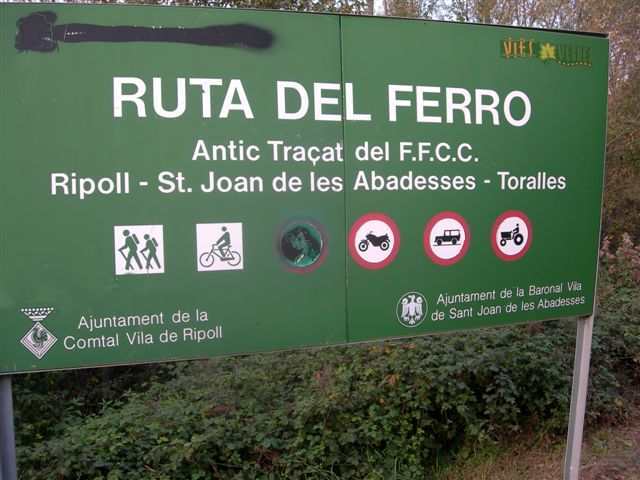 VIES VERDES
RUTA DEL FERRO
Antic Traçat del F.F.C.C.
Ripoll - St. Joan de les Abadesses - Toralles
Ajuntament de la
Comtal Vila de Ripoll
Ajuntament de la Baronal Vila
de Sant Joan de les Abadesses